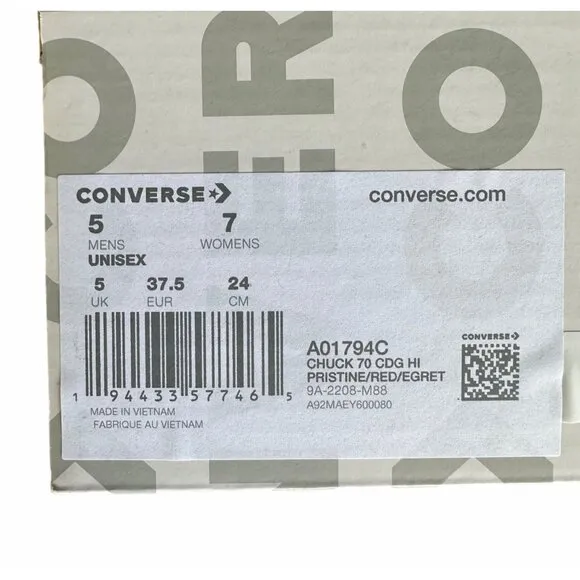 CONVERSE
converse.com
5 7
MENS WOMENS
UNISEX
5 37.5 24
UK EUR CM
1 94433 57746 5
MADE IN VIETNAM
FABRIQUE AU VIETNAM
A01794C
CHUCK 70 CDG HI
PRISTINE/RED/EGRET
9A-2208-M88
A92MAEY600080
CONVERSE